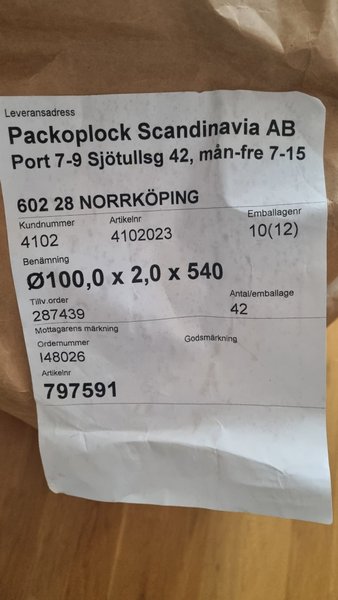 Leveransadress
Packoplock Scandinavia AB
Port 7-9 Sjötullsg 42, mån-fre 7-15
602 28 NORRKÖPING
Kundnummer Artikelnr Emballagenr
4102 4102023 10(12)
Benämning
Ø100,0 x 2,0 x 540
Tillv.order Antal/emballage
287439 42
Mottagarens märkning
Ordernummer Godsmärkning
I48026
Artikelnr
797591